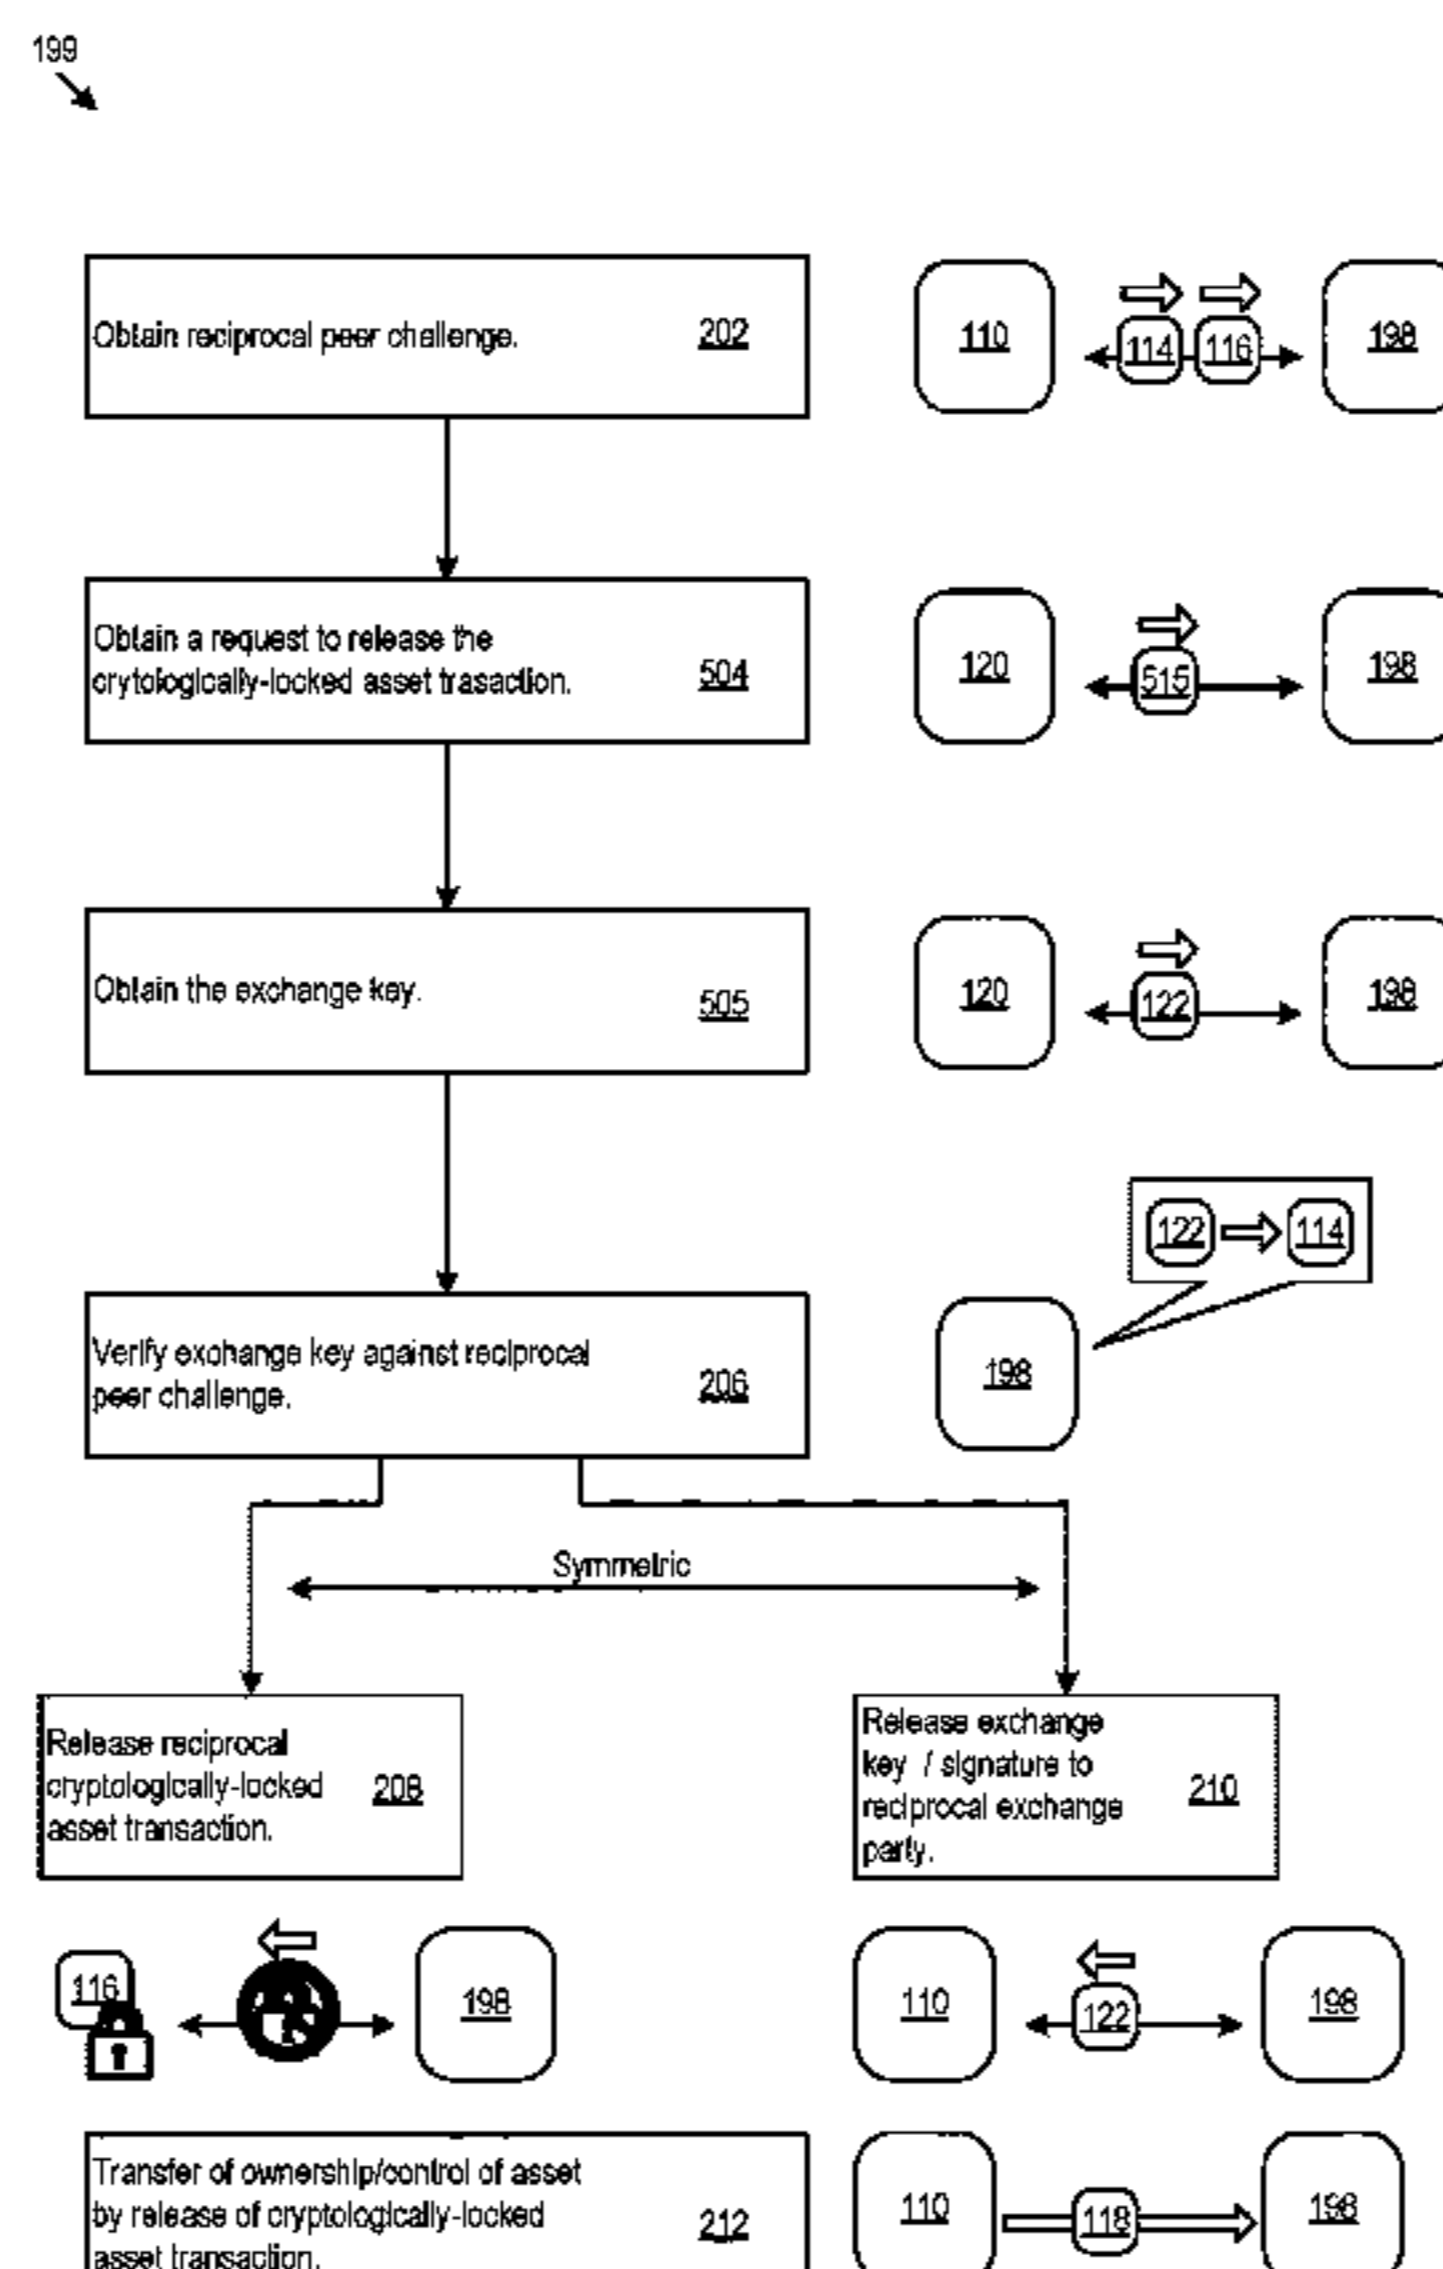 199
Obtain reciprocal peer challenge.
202
110
114
116
198
Obtain a request to release the
crytologically-locked asset trasaction.
504
120
515
198
Obtain the exchange key.
505
120
122
198
122
114
Verify exchange key against reciprocal
peer challenge.
206
198
Symmetric
Release reciprocal
cryptologically-locked
asset transaction.
208
Release exchange
key / signature to
reciprocal exchange
party.
210
116
198
110
122
198
Transfer of ownership/control of asset
by release of cryptologically-locked
asset transaction.
212
110
118
198